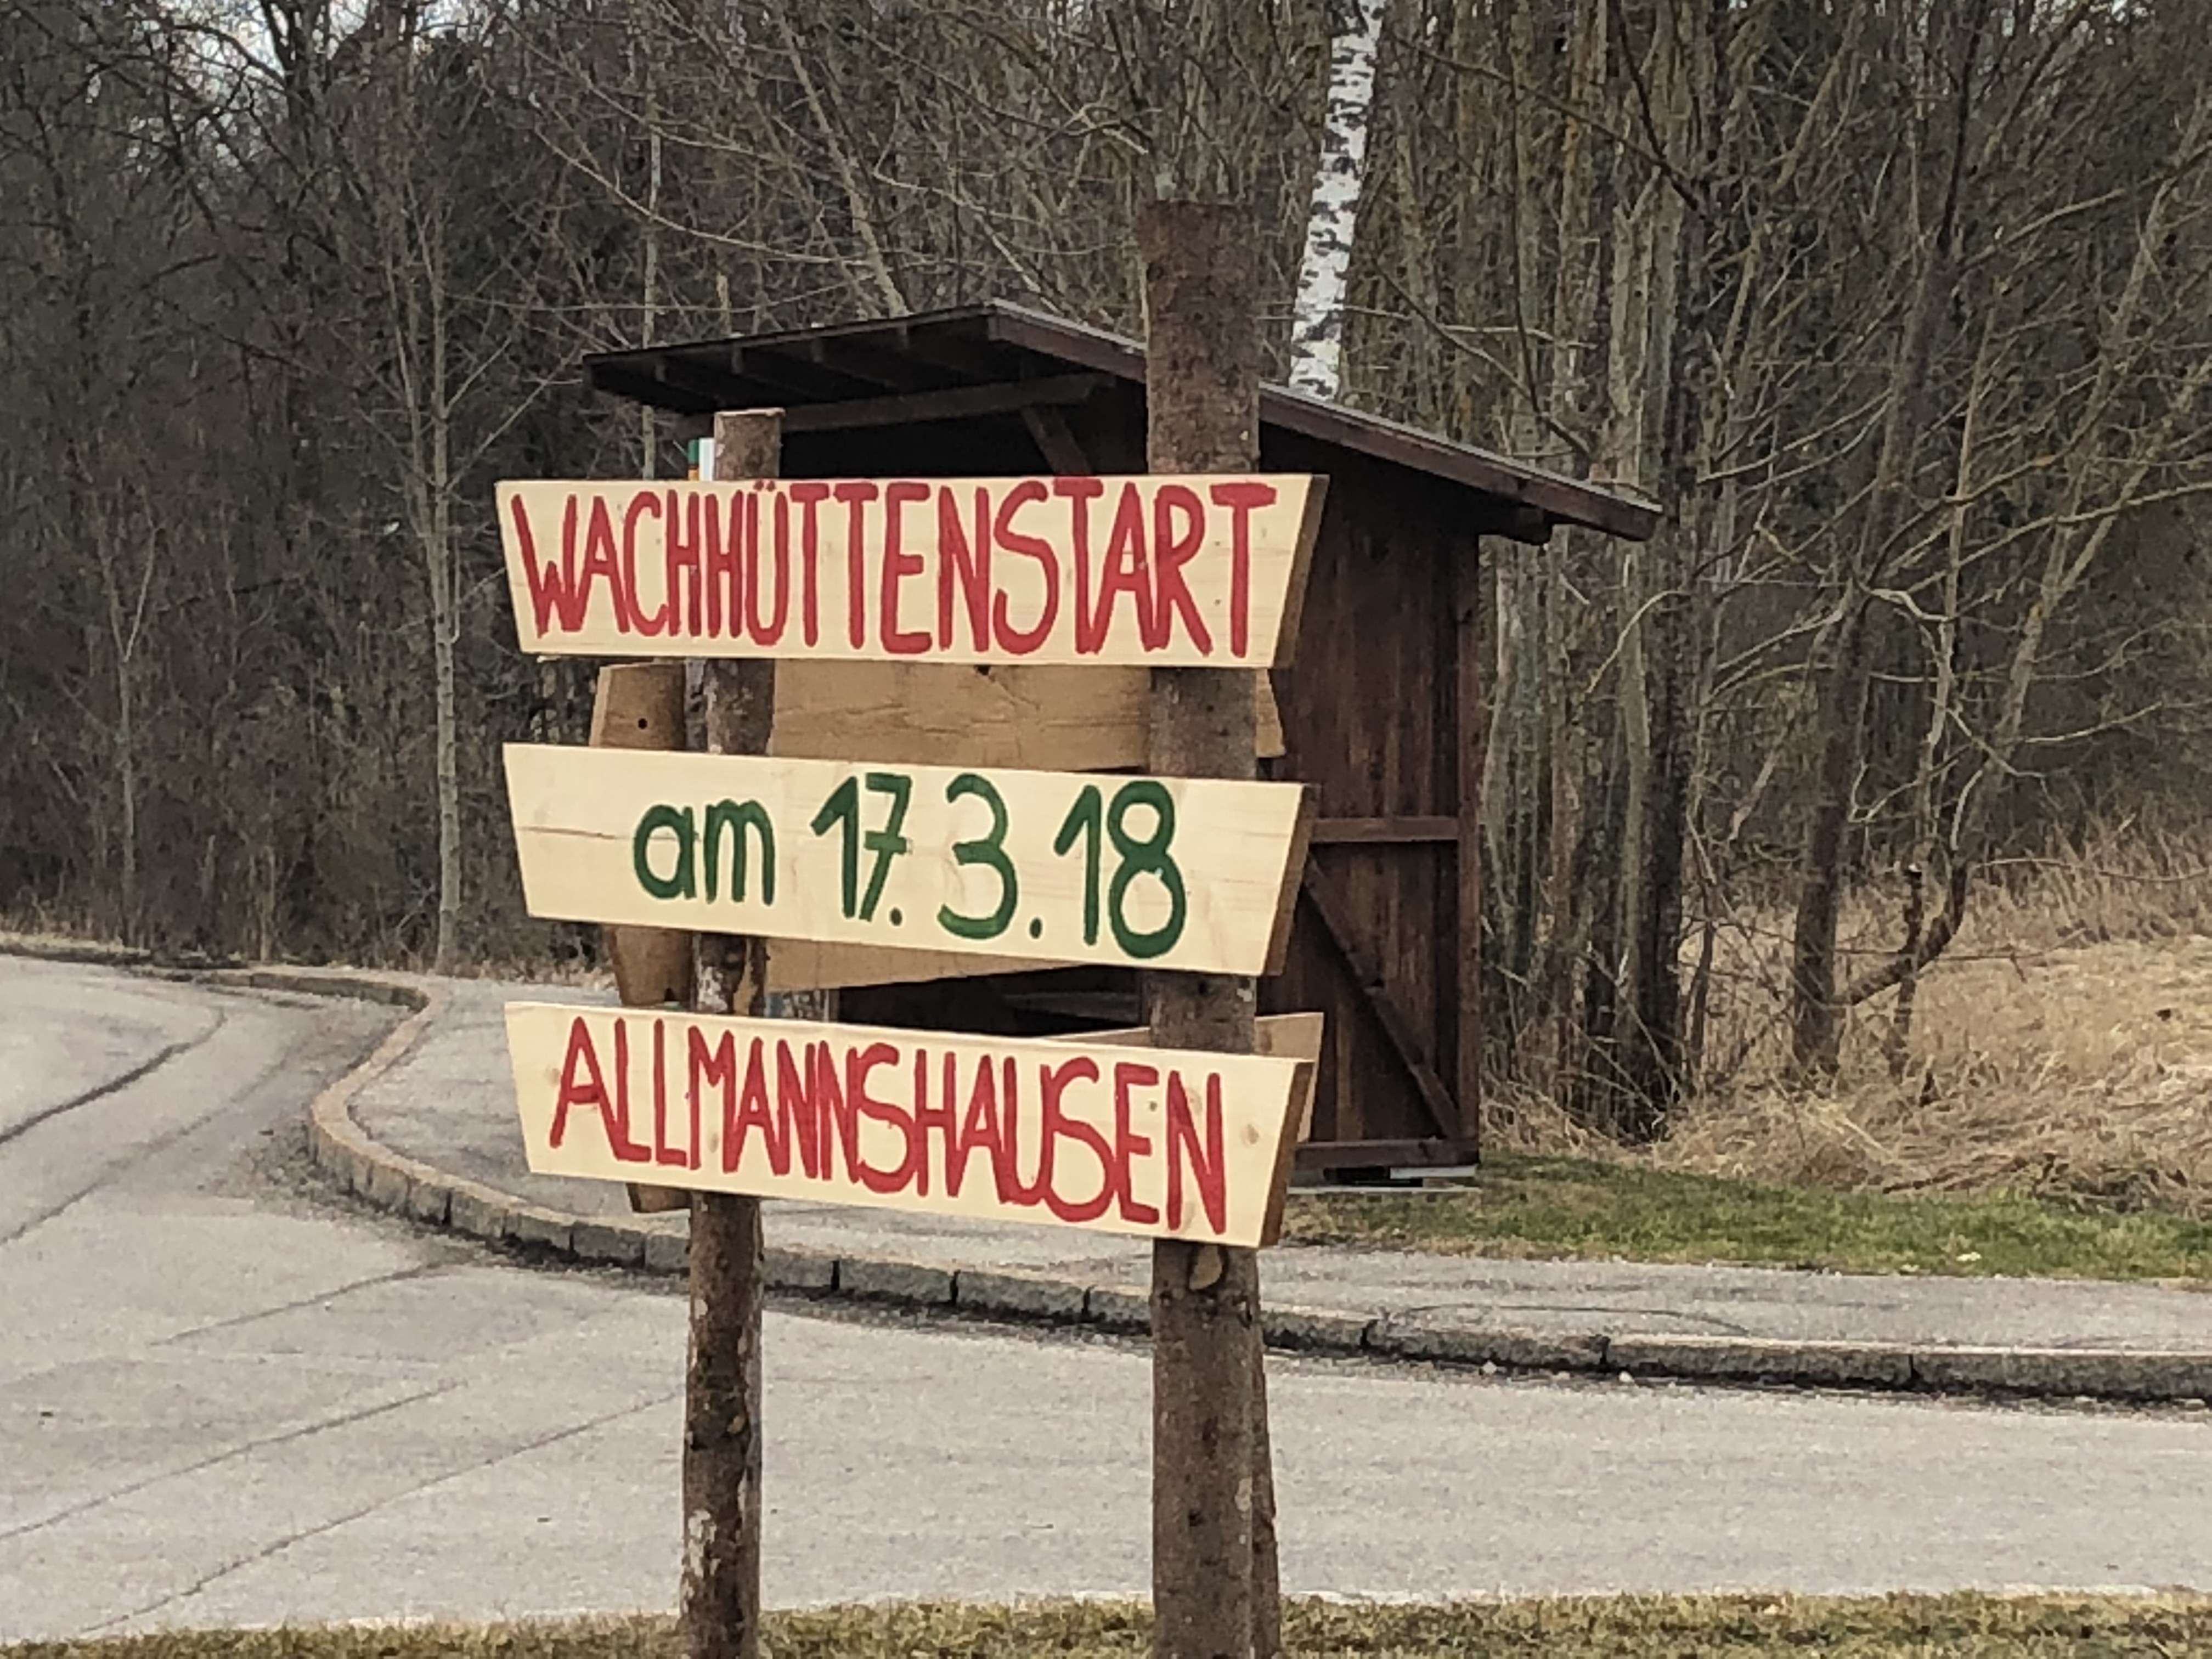 WACHHÜTTENSTART
am 17.3.18
ALLMANNSHAUSEN